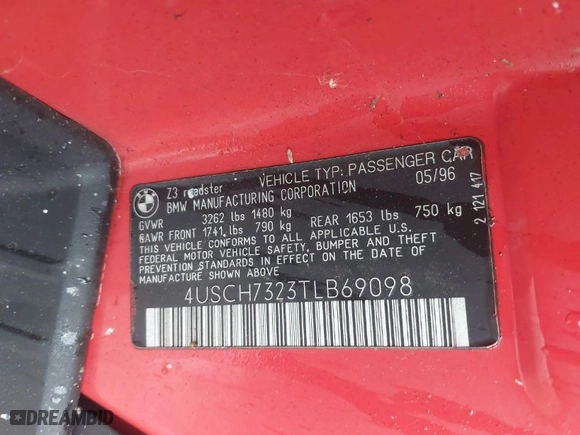 BMW
Z3 roadster VEHICLE TYP: PASSENGER CAR
BMW MANUFACTURING CORPORATION 05/96
GVWR 3262 lbs 1480 kg
GAWR FRONT 1741 lbs 790 kg REAR 1653 lbs 750 kg
THIS VEHICLE CONFORMS TO ALL APPLICABLE U.S.
FEDERAL MOTOR VEHICLE SAFETY, BUMPER AND THEFT
PREVENTION STANDARDS IN EFFECT ON THE DATE OF
MANUFACTURE SHOWN ABOVE.
4USCH7323TLB69098
2 121 417
DREAMBID